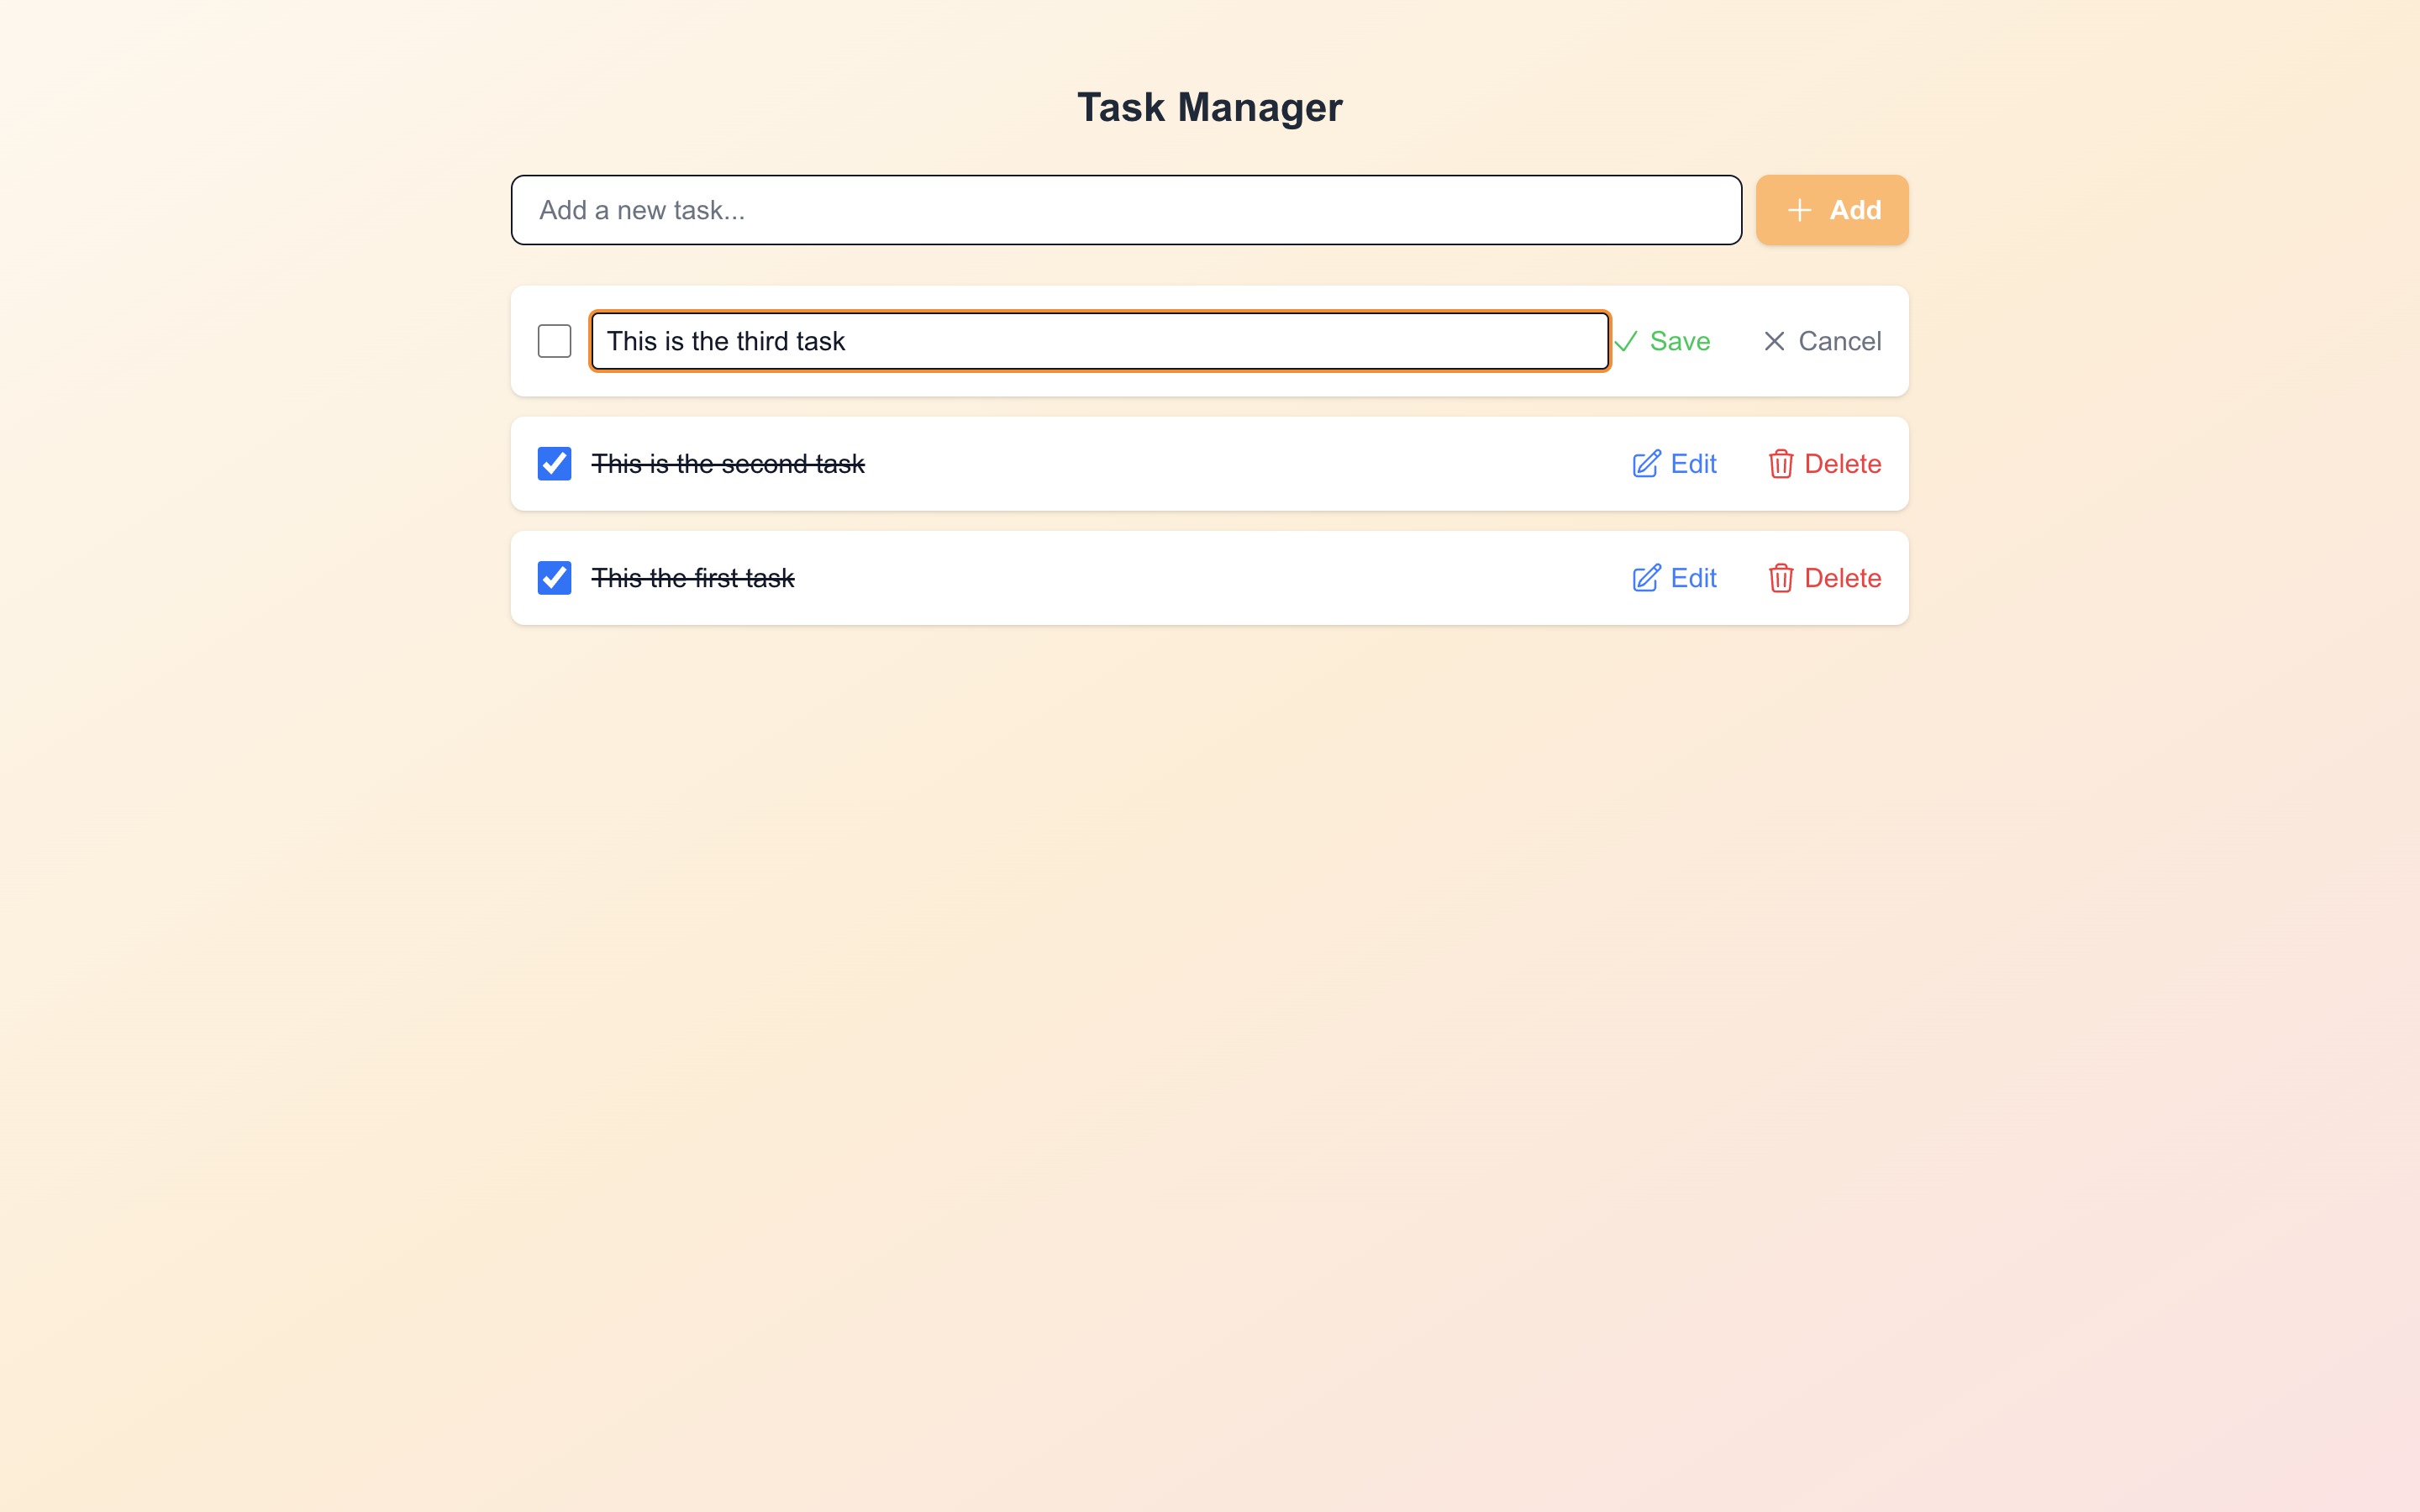 Task Manager
Add a new task...
Add
This is the third task
Save
Cancel
This is the second task
Edit
Delete
This the first task
Edit
Delete